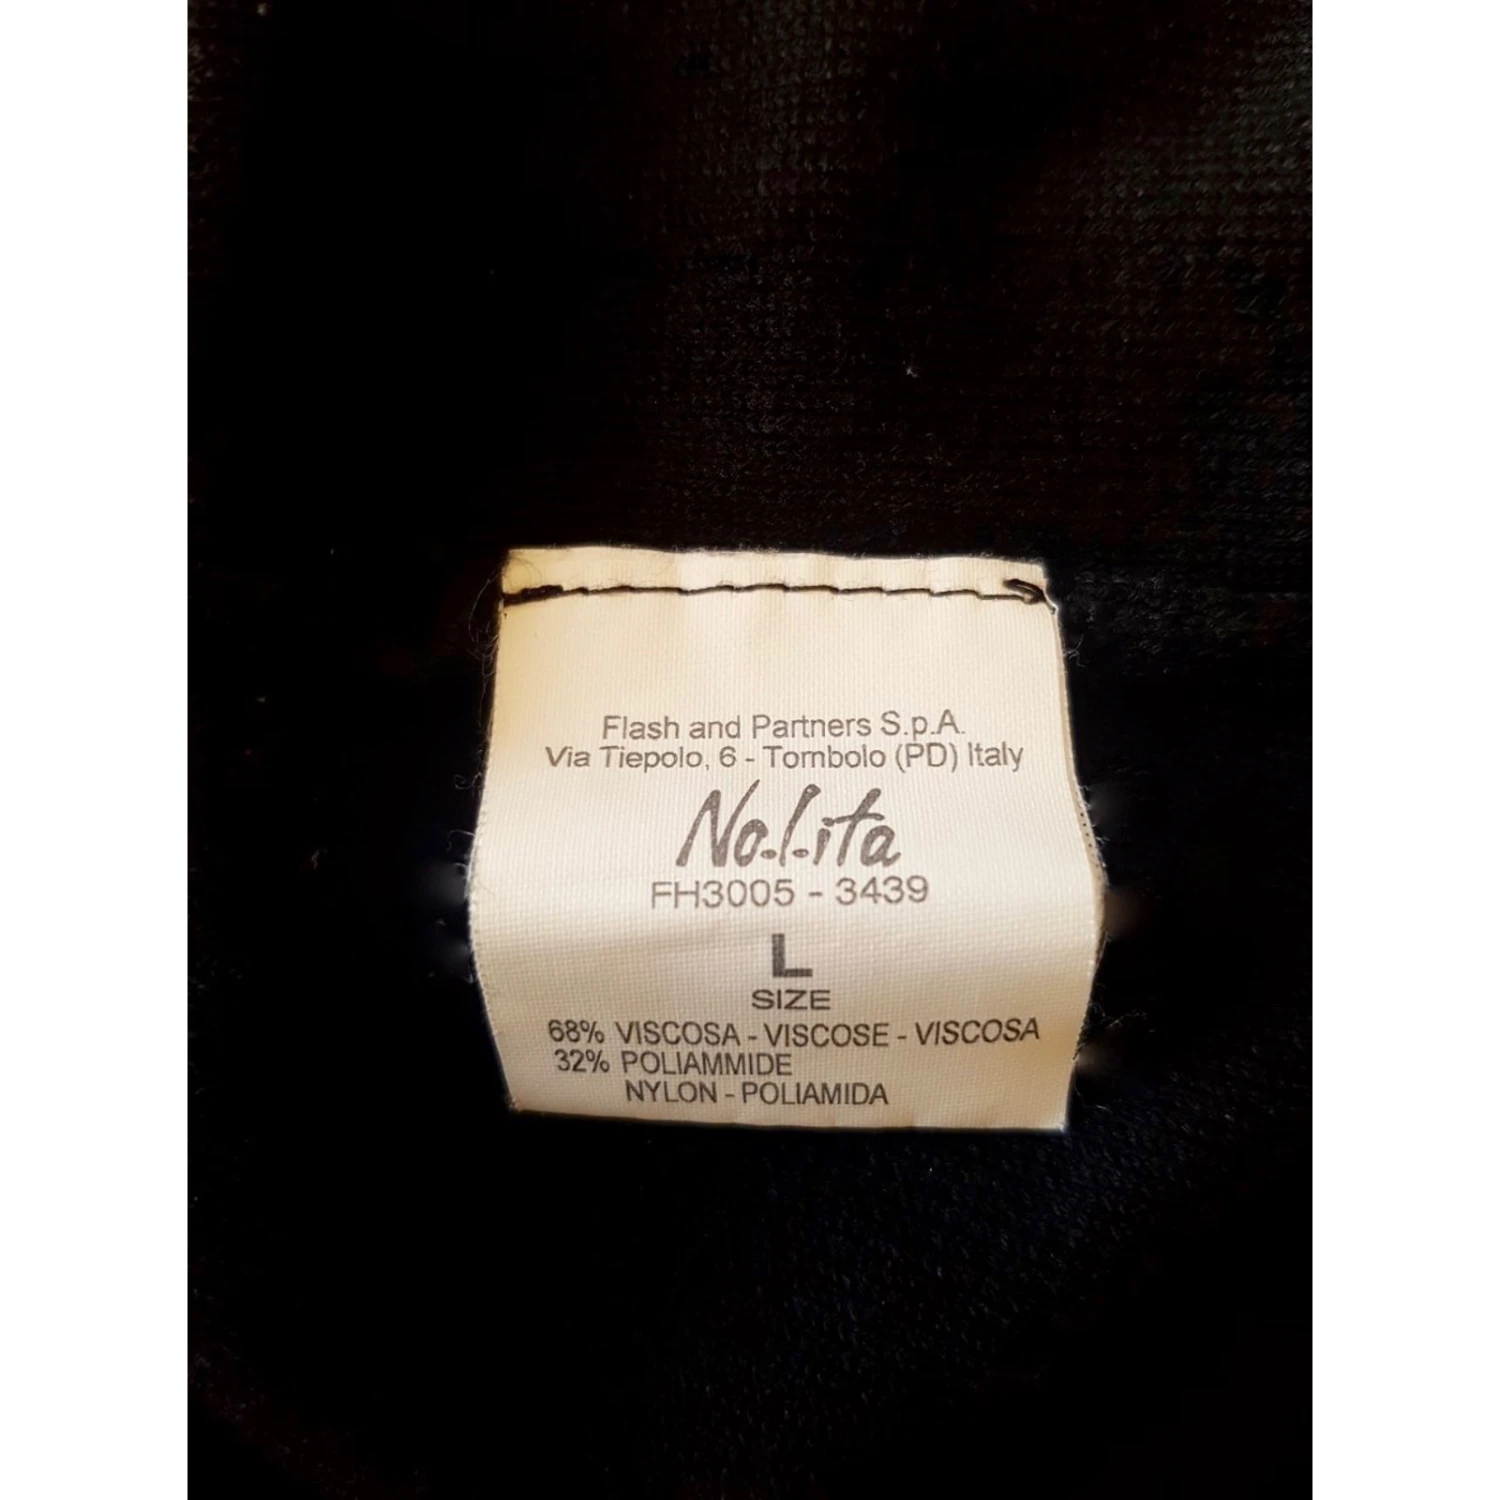 Flash and Partners S.p.A.
Via Tiepolo, 6 - Tombolo (PD) Italy
No.l.ita
FH3005 - 3439
L
SIZE
68% VISCOSA - VISCOSE - VISCOSA
32% POLIAMMIDE
NYLON - POLIAMIDA